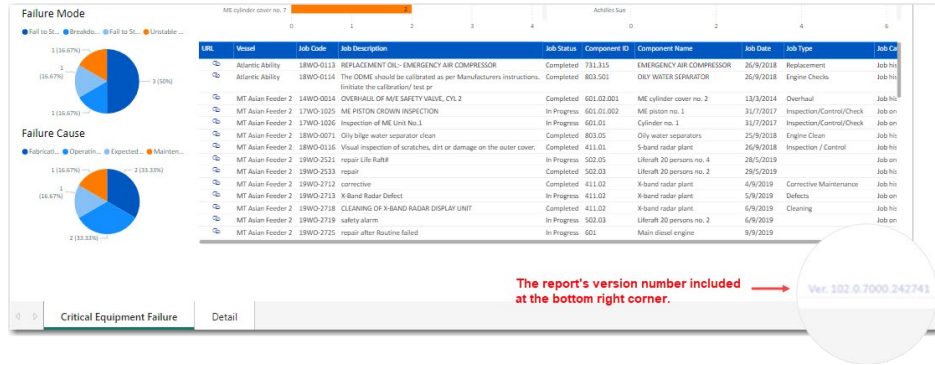 Failure Mode
Fail to St... Breakdo... Fail to St... Unstable ...
1 (16.67%)
1
(16.67%)
3 (50%)
1 (16.67%)
Failure Cause
Fabricati... Operatin... Expected... Mainten...
1 (16.67%)
2 (33.33%)
1
(16.67%)
2 (33.33%)
ME cylinder cover no. 7 2
0 1 2 3 4
Achilles Sue
0 2 4 6
URL Vessel Job Code Job Description Job Status Component ID Component Name Job Date Job Type Job Ca
Atlantic Ability 18WO-0113 REPLACEMENT OIL:- EMERGENCY AIR COMPRESSOR Completed 731.315 EMERGENCY AIR COMPRESSOR 26/9/2018 Replacement Job his
Atlantic Ability 18WO-0114 The ODME should be calibrated as per Manufacturers instructions. Completed 803.501 OILY WATER SEPARATOR 26/9/2018 Engine Checks Job his
Iinitiate the calibration/ test pr
MT Asian Feeder 2 14WO-0014 OVERHAUL OF M/E SAFETY VALVE, CYL 2 Completed 601.02.001 ME cylinder cover no. 2 13/3/2014 Overhaul Job his
MT Asian Feeder 2 17WO-1025 ME PISTON CROWN INSPECTION In Progress 601.01.002 ME piston no. 1 31/7/2017 Inspection/Control/Check Job on
MT Asian Feeder 2 17WO-1026 Inspection of ME Unit No.1 In Progress 601.01 Cylinder no. 1 31/7/2017 Inspection/Control/Check Job on
MT Asian Feeder 2 18WO-0071 Oily bilge water separator clean Completed 803.05 Oily water separators 25/9/2018 Engine Clean Job his
MT Asian Feeder 2 18WO-0116 Visual inspection of scratches, dirt or damage on the outer cover. Completed 411.01 S-band radar plant 26/9/2018 Inspection / Control Job his
MT Asian Feeder 2 19WO-2521 repair Life Raft# In Progress 502.05 Liferaft 20 persons no. 4 28/5/2019 Job on
MT Asian Feeder 2 19WO-2533 repair Completed 502.03 Liferaft 20 persons no. 2 29/5/2019 Job his
MT Asian Feeder 2 19WO-2712 corrective Completed 411.02 X-band radar plant 4/9/2019 Corrective Maintenance Job his
MT Asian Feeder 2 19WO-2713 X-Band Radar Defect In Progress 411.02 X-band radar plant 5/9/2019 Defects Job on
MT Asian Feeder 2 19WO-2718 CLEANING OF X-BAND RADAR DISPLAY UNIT Completed 411.02 X-band radar plant 6/9/2019 Cleaning Job his
MT Asian Feeder 2 19WO-2719 safety alarm In Progress 502.03 Liferaft 20 persons no. 2 6/9/2019 Job on
MT Asian Feeder 2 19WO-2725 repair after Routine failed In Progress 601 Main diesel engine 9/9/2019
The report's version number included
at the bottom right corner.
Ver. 102.0.7000.242741
Critical Equipment Failure Detail